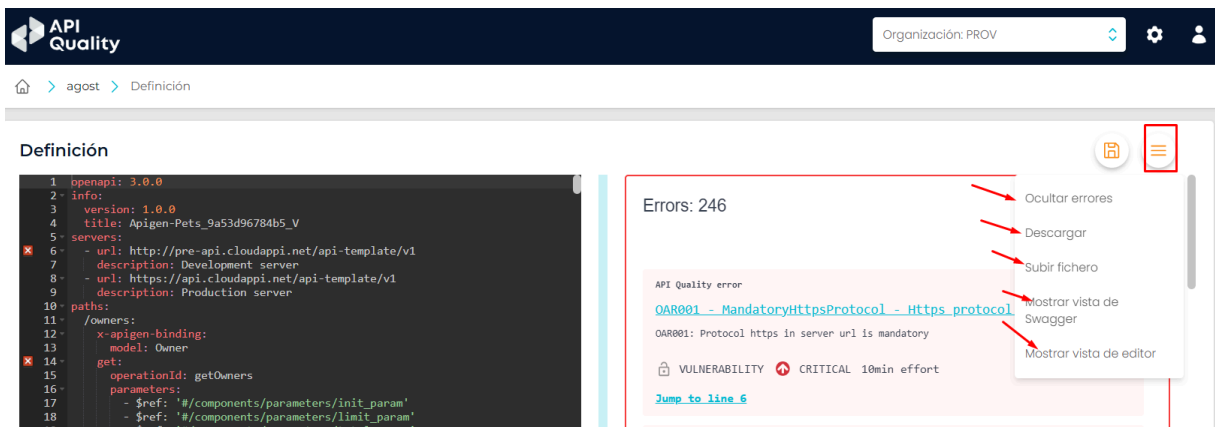 API
Quality
Organización: PROV
agost > Definición
Definición
1 openapi: 3.0.0
2 info:
3 version: 1.0.0
4 title: Apigen-Pets_9a53d96784b5_V
5 servers:
6 - url: http://pre-api.cloudappi.net/api-template/v1
7 description: Development server
8 - url: https://api.cloudappi.net/api-template/v1
9 description: Production server
10 paths:
11 /owners:
12 x-apigen-binding:
13 model: Owner
14 get:
15 operationId: getOwners
16 parameters:
17 - $ref: '#/components/parameters/init_param'
18 - $ref: '#/components/parameters/limit_param'
Errors: 246
API Quality error
OAR001 - MandatoryHttpsProtocol - Https protocol
OAR001: Protocol https in server url is mandatory
VULNERABILITY CRITICAL 10min effort
Jump to line 6
Ocultar errores
Descargar
Subir fichero
Mostrar vista de
Swagger
Mostrar vista de editor